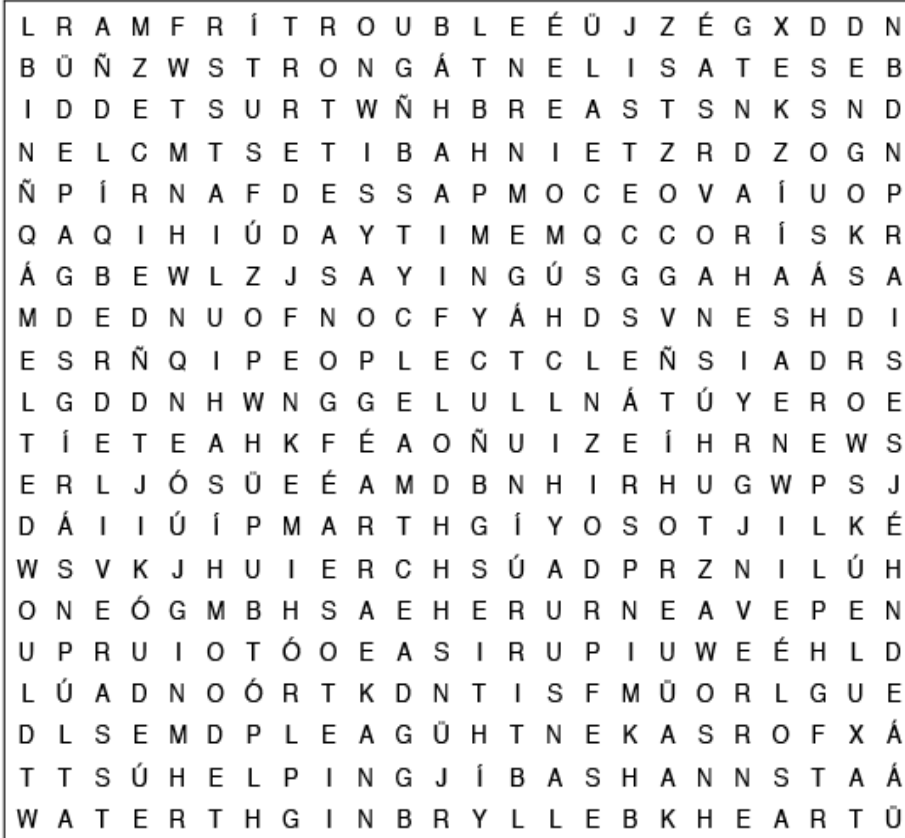 L R A M F R Í T R O U B L E É Ü J Z É G X D D N
B Ü Ñ Z W S T R O N G Á T N E L I S A T E S E B
I D D E T S U R T W Ñ H B R E A S T S N K S N D
N E L C M T S E T I B A H N I E T Z R D Z O G N
Ñ P Í R N A F D E S S A P M O C E O V A Í U O P
Q A Q I H I Ú D A Y T I M E M Q C C O R Í S K R
Á G B E W L Z J S A Y I N G Ú S G G A H A Á S A
M D E D N U O F N O C F Y Á H D S V N E S H D I
E S R Ñ Q I P E O P L E C T C L E Ñ S I A D R S
L G D D N H W N G G E L U L L N Á T Ú Y E R O E
T Í E T E A H K F É A O Ñ U I Z E Í H R N E W S
E R L J Ó S Ü E É A M D B N H I R H U G W P S J
D Á I I Ú Í P M A R T H G Í Y O S O T J I L K É
W S V K J H U I E R C H S Ú A D P R Z N I L Ú H
O N E Ó G M B H S A E H E R U R N E A V E P E N
U P R U I O T Ó O E A S I R U P I U W E É H L D
L Ú A D N O Ó R T K D N T I S F M Ü O R L G U E
D L S E M D P L E A G Ü H T N E K A S R O F X Á
T T S Ú H E L P I N G J Í B A S H A N N S T A Á
W A T E R T H G I N B R Y L L E B K H E A R T Ü